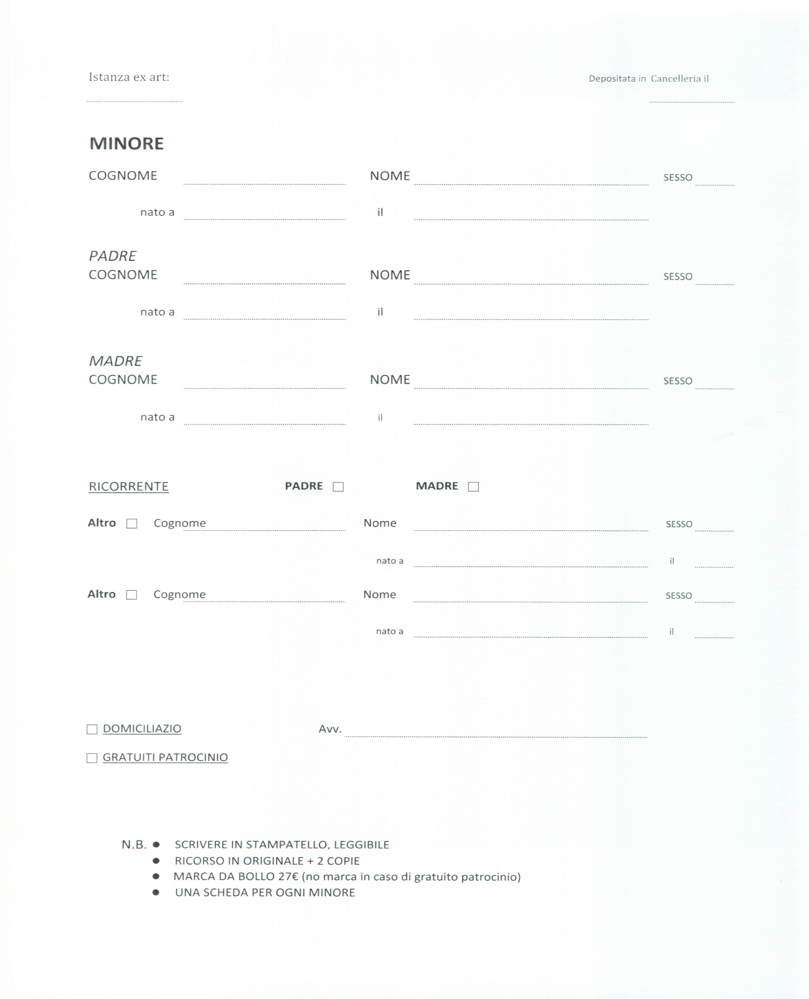 Istanza ex art: Depositata in Cancelleria il
MINORE
COGNOME NOME SESSO
nato a il
PADRE
COGNOME NOME SESSO
nato a il
MADRE
COGNOME NOME SESSO
nato a il
RICORRENTE PADRE ☐ MADRE ☐
Altro ☐ Cognome Nome SESSO
nato a il
Altro ☐ Cognome Nome SESSO
nato a il
☐ DOMICILIAZIO Avv.
☐ GRATUITI PATROCINIO
N.B. ● SCRIVERE IN STAMPATELLO, LEGGIBILE
● RICORSO IN ORIGINALE + 2 COPIE
● MARCA DA BOLLO 27€ (no marca in caso di gratuito patrocinio)
● UNA SCHEDA PER OGNI MINORE